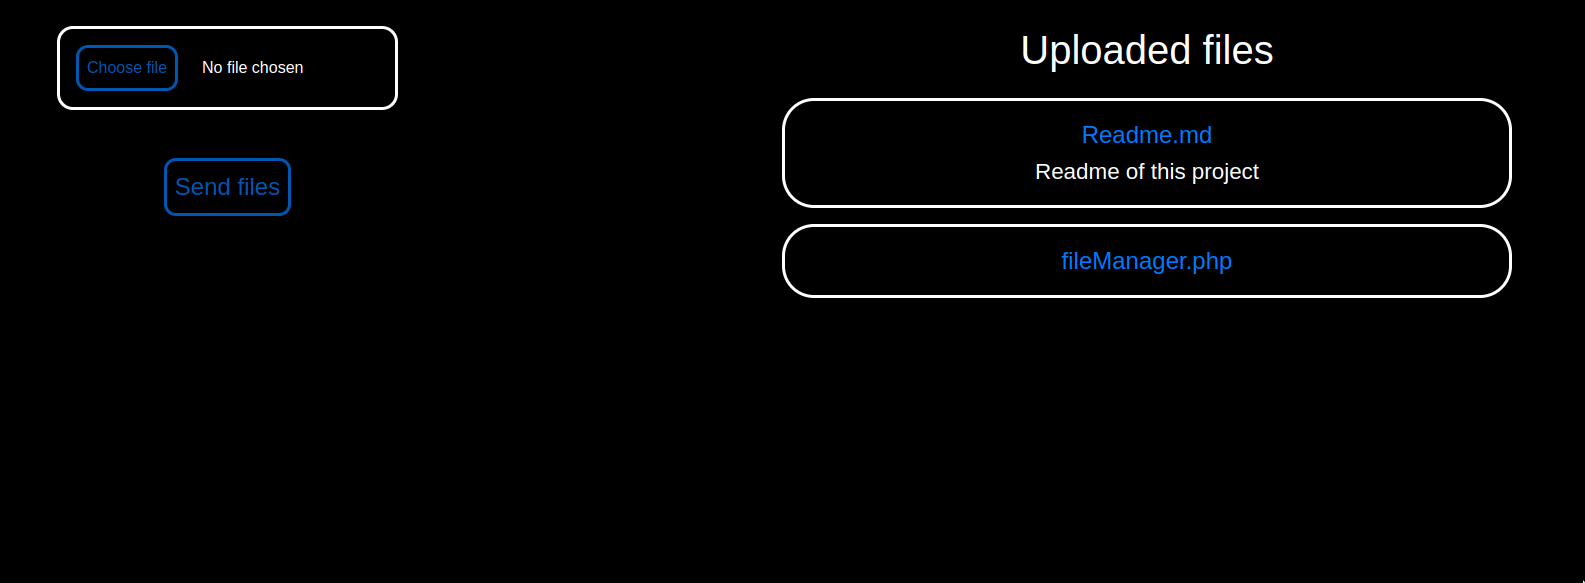 Choose file
No file chosen
Send files
Uploaded files
Readme.md
Readme of this project
fileManager.php